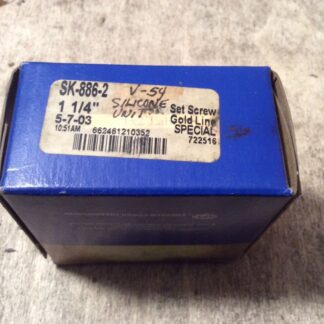 SK-886-2
V-54
1 1/4"
SILICONE
UNIT
5-7-03
10:51AM
Set Screw
Gold Line
SPECIAL
662461210352
722516